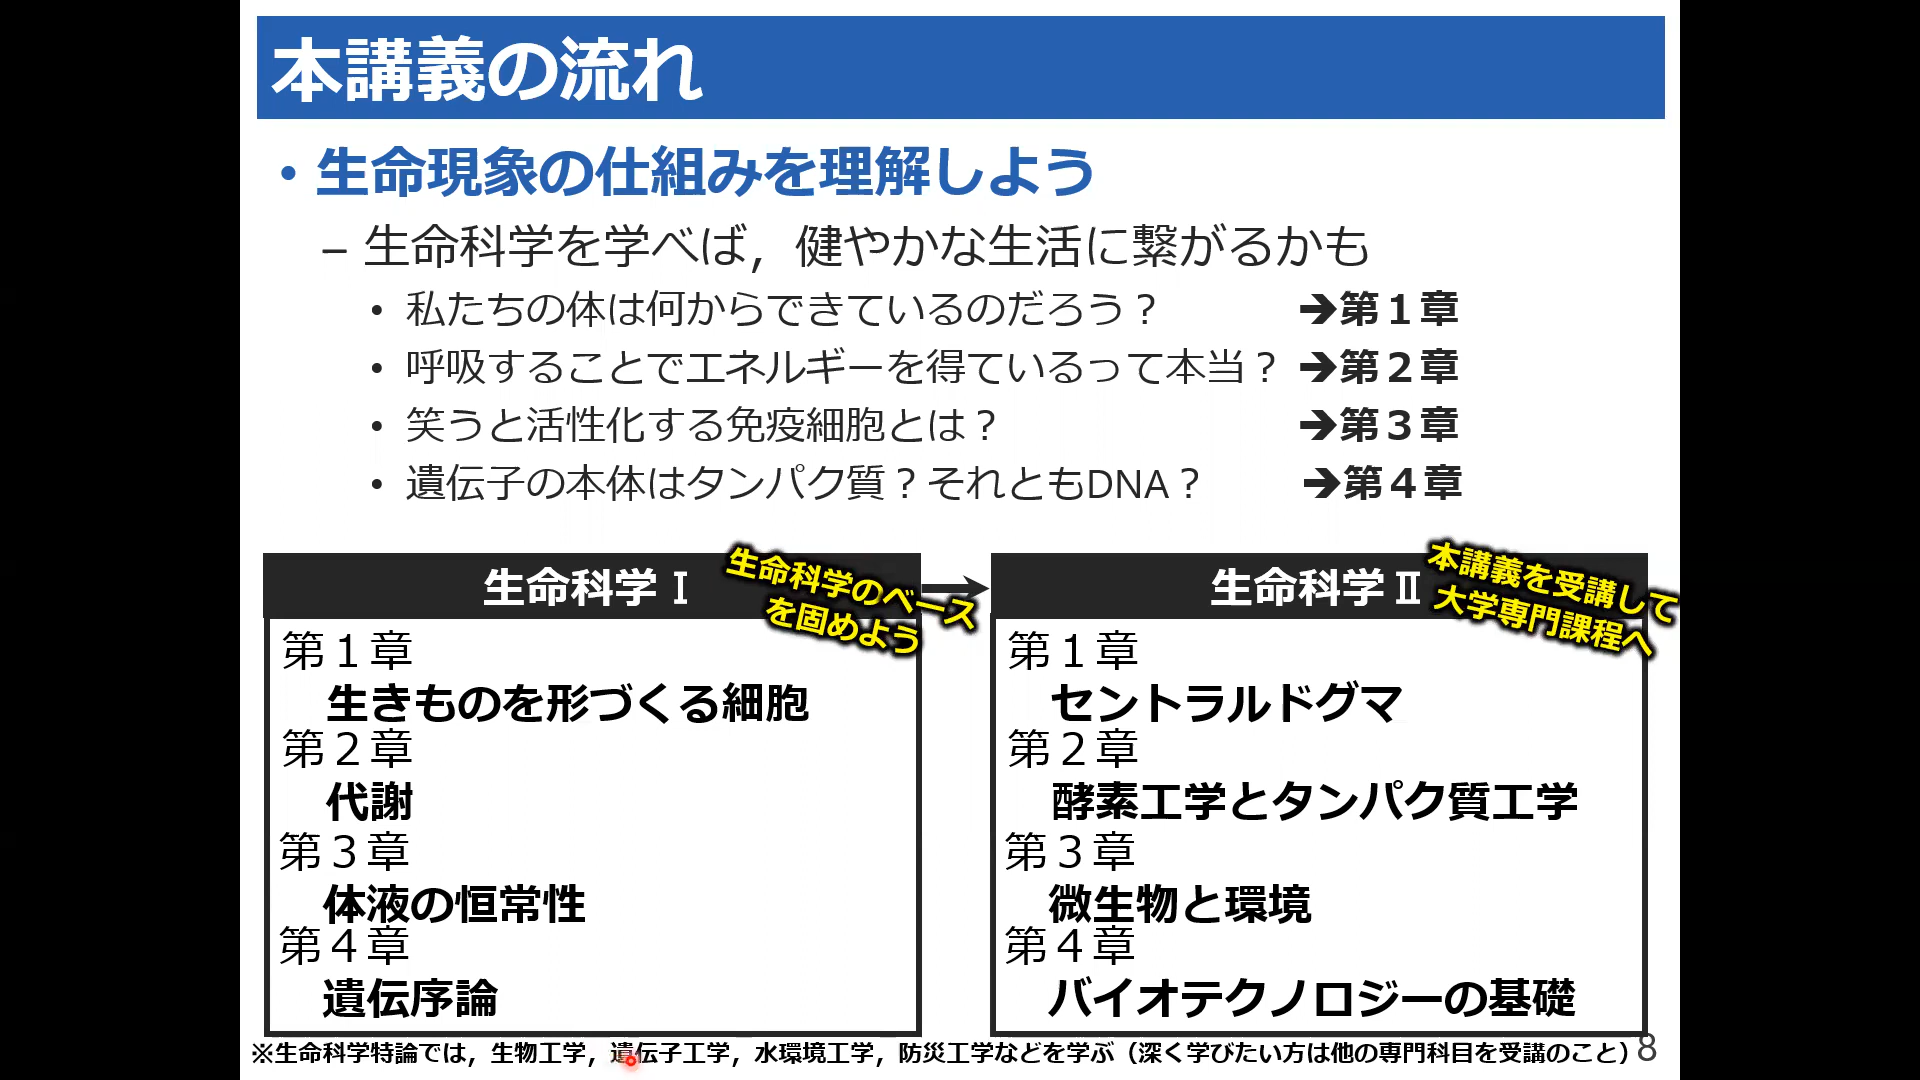 本講義の流れ
• 生命現象の仕組みを理解しよう
– 生命科学を学べば，健やかな生活に繋がるかも
• 私たちの体は何からできているのだろう？ ➔第１章
• 呼吸することでエネルギーを得ているって本当？ ➔第２章
• 笑うと活性化する免疫細胞とは？ ➔第３章
• 遺伝子の本体はタンパク質？それともDNA？ ➔第４章
生命科学Ⅰ
生命科学のベース
を固めよう
第１章
生きものを形づくる細胞
第２章
代謝
第３章
体液の恒常性
第４章
遺伝序論
生命科学Ⅱ
本講義を受講して
大学専門課程へ
第１章
セントラルドグマ
第２章
酵素工学とタンパク質工学
第３章
微生物と環境
第４章
バイオテクノロジーの基礎
※生命科学特論では，生物工学，遺伝子工学，水環境工学，防災工学などを学ぶ（深く学びたい方は他の専門科目を受講のこと）
8